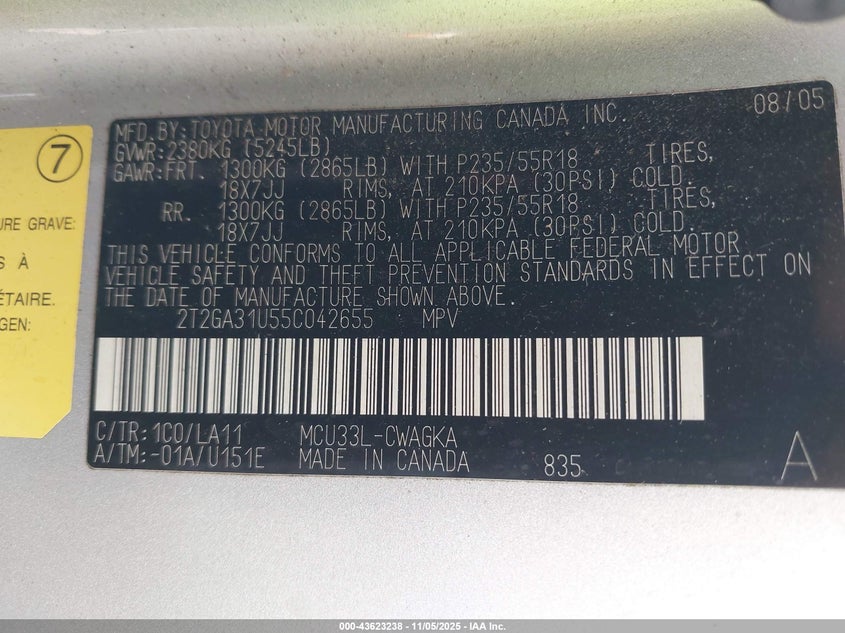 7
URE GRAVE:
S À
ÉTAIRE.
GEN:
MFD. BY: TOYOTA MOTOR MANUFACTURING CANADA INC. 08/05
GVWR: 2380KG (5245LB)
GAWR: FRT. 1300KG (2865LB) WITH P235/55R18 TIRES,
18X7JJ RIMS, AT 210KPA (30PSI) COLD.
RR. 1300KG (2865LB) WITH P235/55R18 TIRES,
18X7JJ RIMS, AT 210KPA (30PSI) COLD.
THIS VEHICLE CONFORMS TO ALL APPLICABLE FEDERAL MOTOR
VEHICLE SAFETY AND THEFT PREVENTION STANDARDS IN EFFECT ON
THE DATE OF MANUFACTURE SHOWN ABOVE.
2T2GA31U55C042655 MPV
C/TR: 1C0/LA11 MCU33L-CWAGKA
A/TM: -01A/U151E MADE IN CANADA 835 A
000-43623238 - 11/05/2025 - IAA Inc.